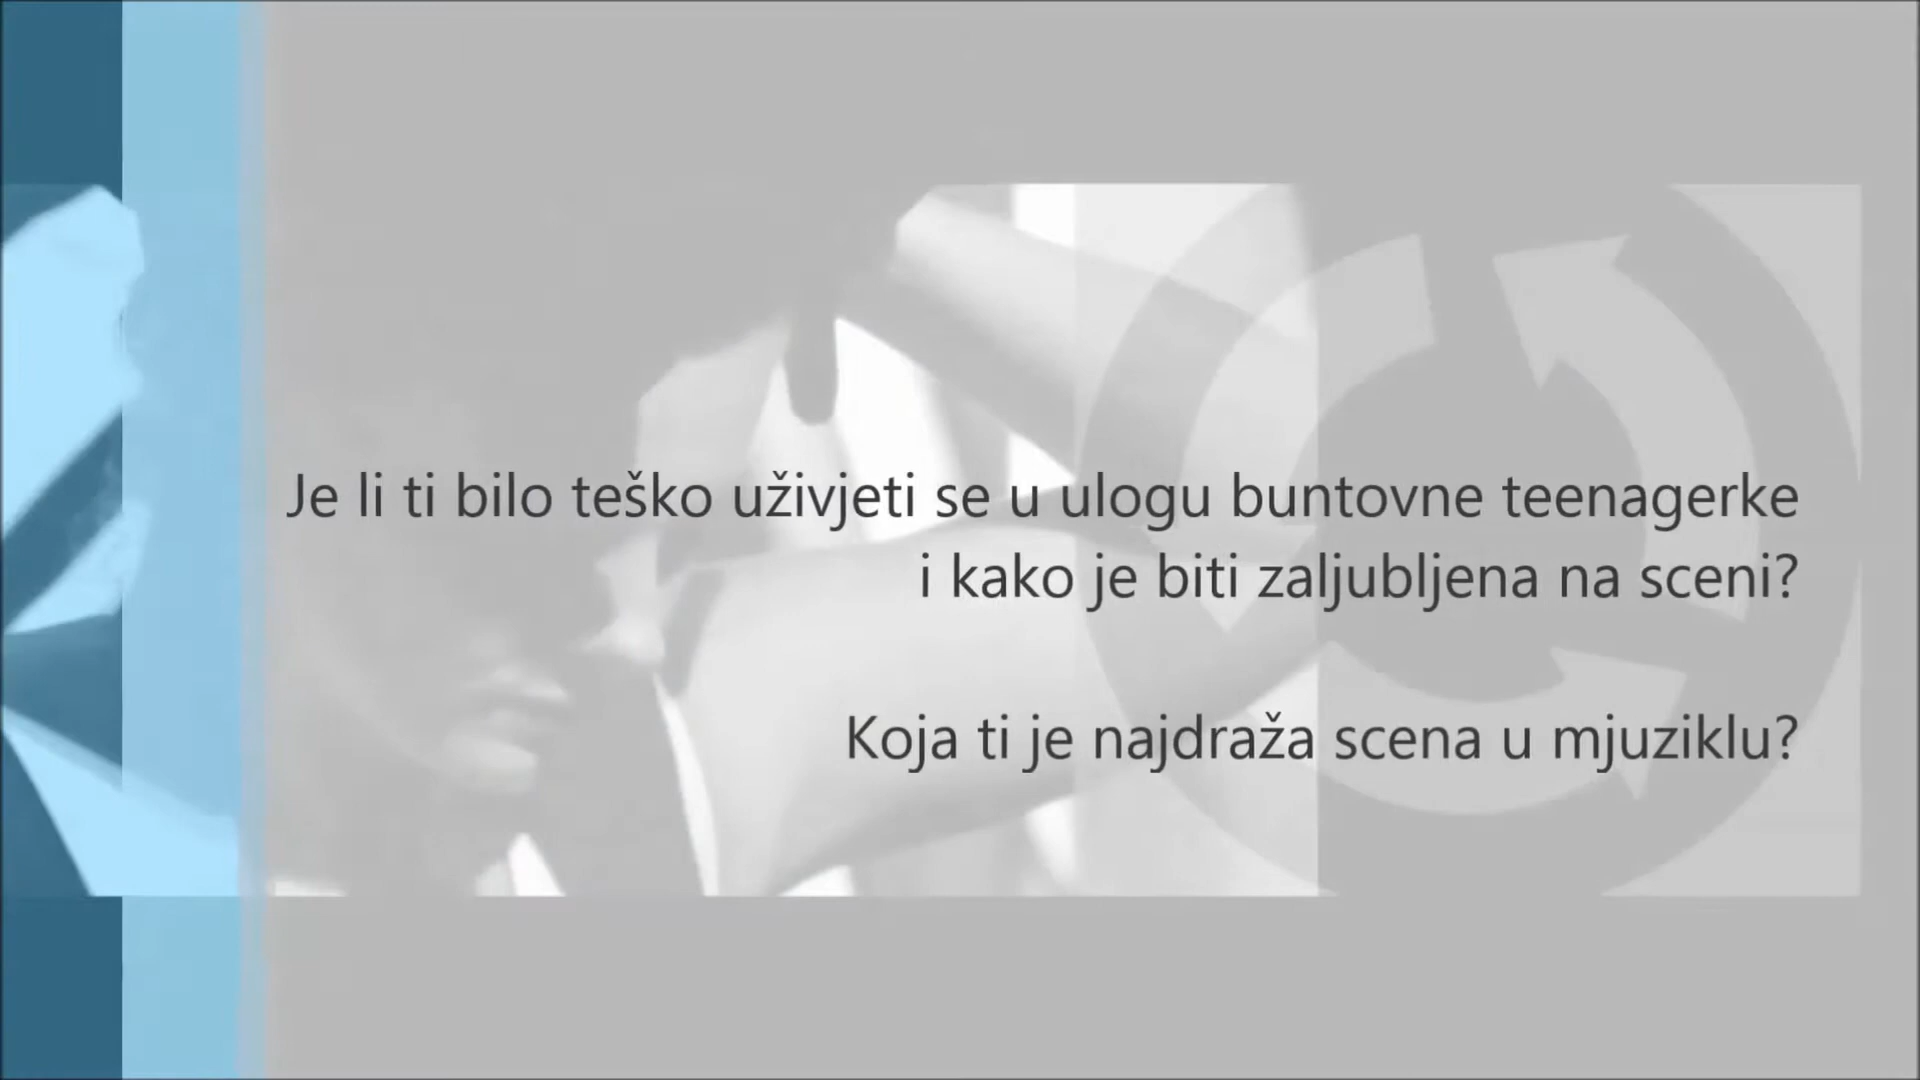 Je li ti bilo teško uživjeti se u ulogu buntovne teenagerke
i kako je biti zaljubljena na sceni?
Koja ti je najdraža scena u mjuziklu?